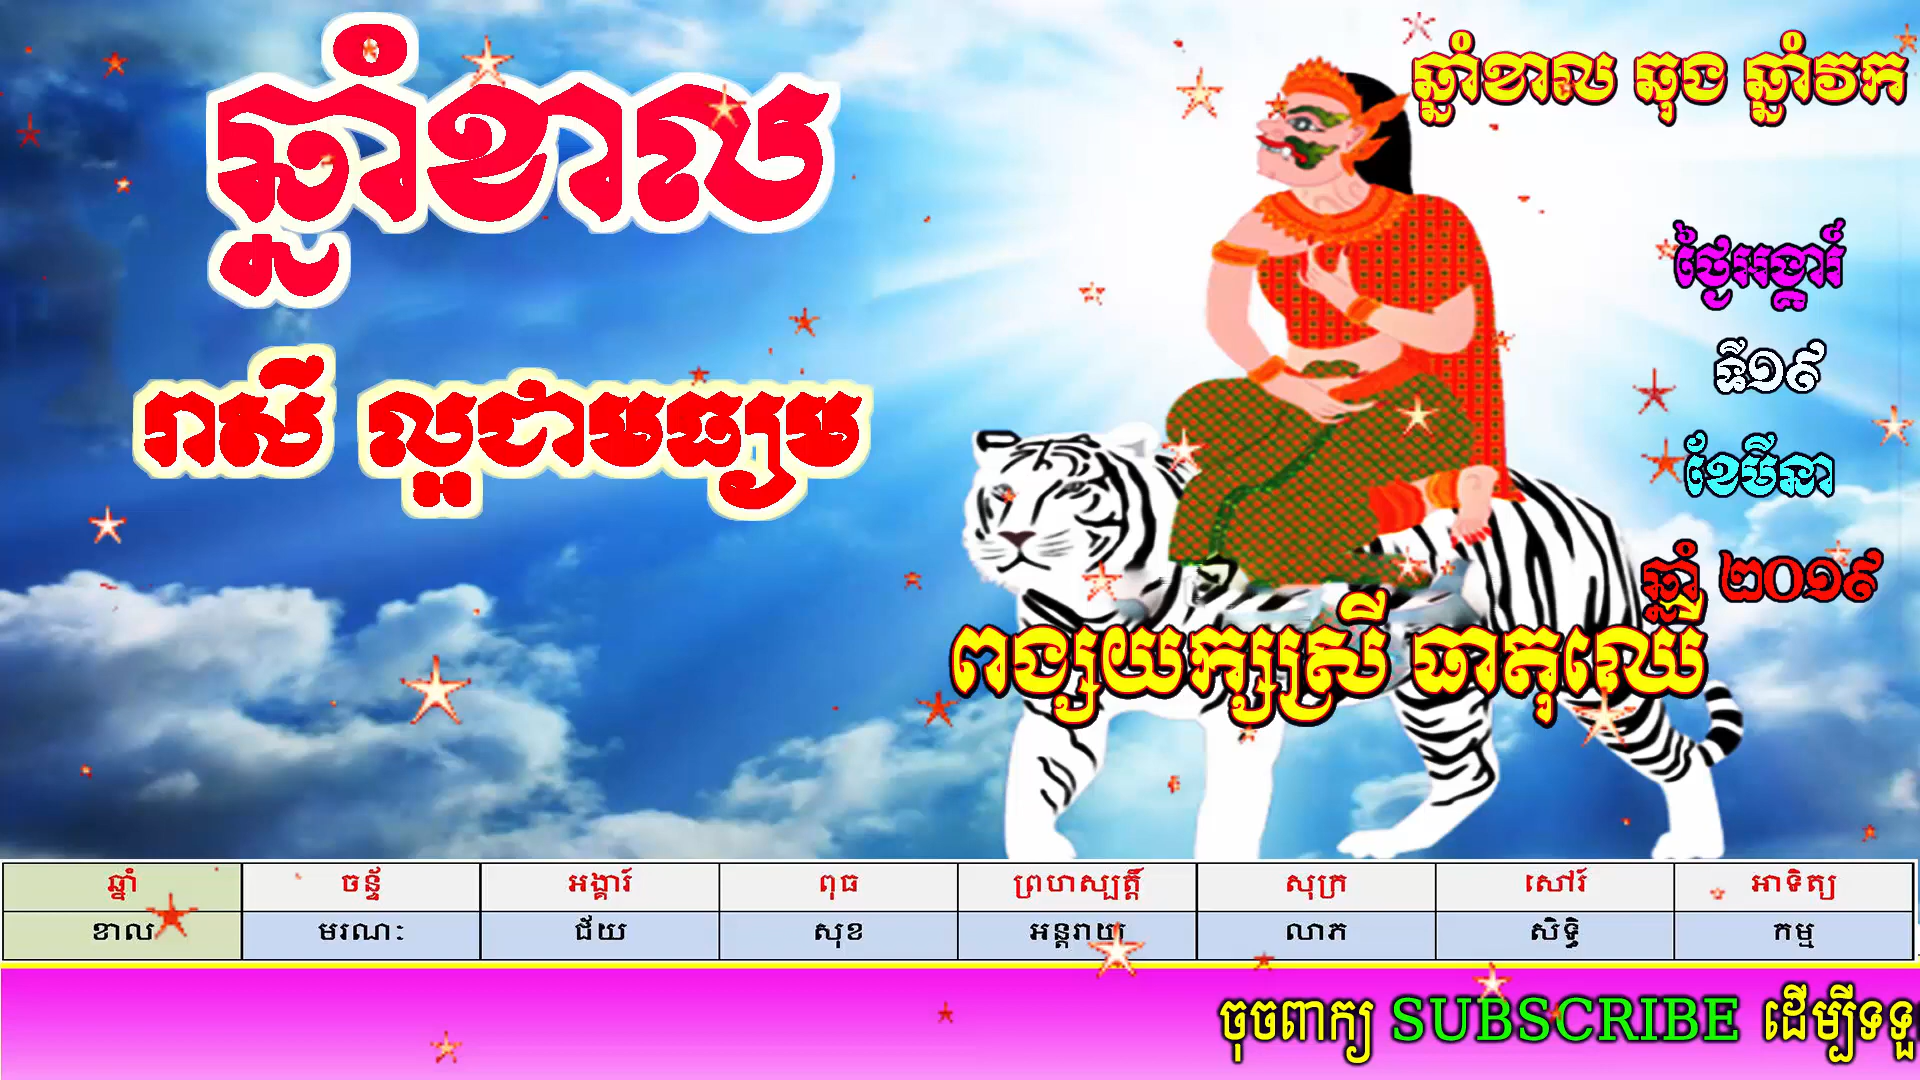 ឆ្នាំខាល
រាសី ល្អជាមធ្យម
ឆ្នាំខាល ឆុង ឆ្នាំវក
ថ្ងៃអង្គារ៍
ទី១៩
ខែមីនា
ឆ្នាំ ២០១៩
ពង្សយក្សស្រី ធាតុឈើ
ឆ្នាំ ចន្ទ័ អង្គារ៍ ពុធ ព្រហស្បត្តិ៍ សុក្រ សៅរ៍ អាទិត្យ
ខាល មរណៈ ជ័យ សុខ អន្តរាយ លាភ សិទ្ធិ កម្ម
ចុចពាក្យ SUBSCRIBE ដើម្បីទទួ